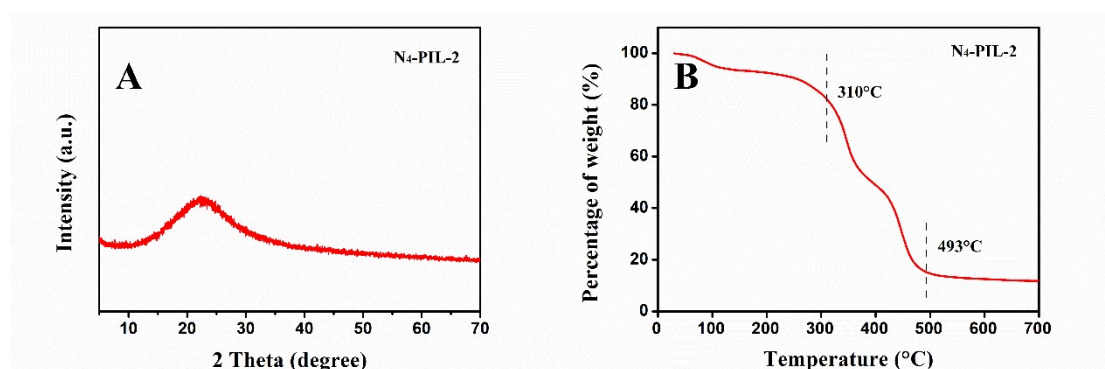 A
N₄-PIL-2
Intensity (a.u.)
10 20 30 40 50 60 70
2 Theta (degree)
B
N₄-PIL-2
310°C
493°C
Percentage of weight (%)
100
80
60
40
20
0
0 100 200 300 400 500 600 700
Temperature (°C)